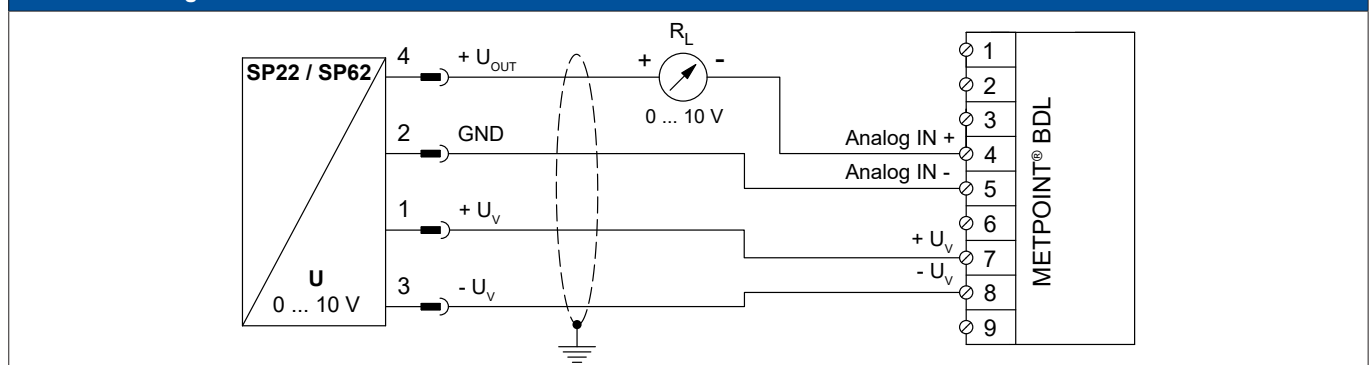 SP22 / SP62
U
0 ... 10 V
4
+ U_OUT
2
GND
1
+ U_V
3
- U_V
R_L
+
-
0 ... 10 V
Analog IN +
Analog IN -
+ U_V
- U_V
1
2
3
4
5
6
7
8
9
METPOINT® BDL